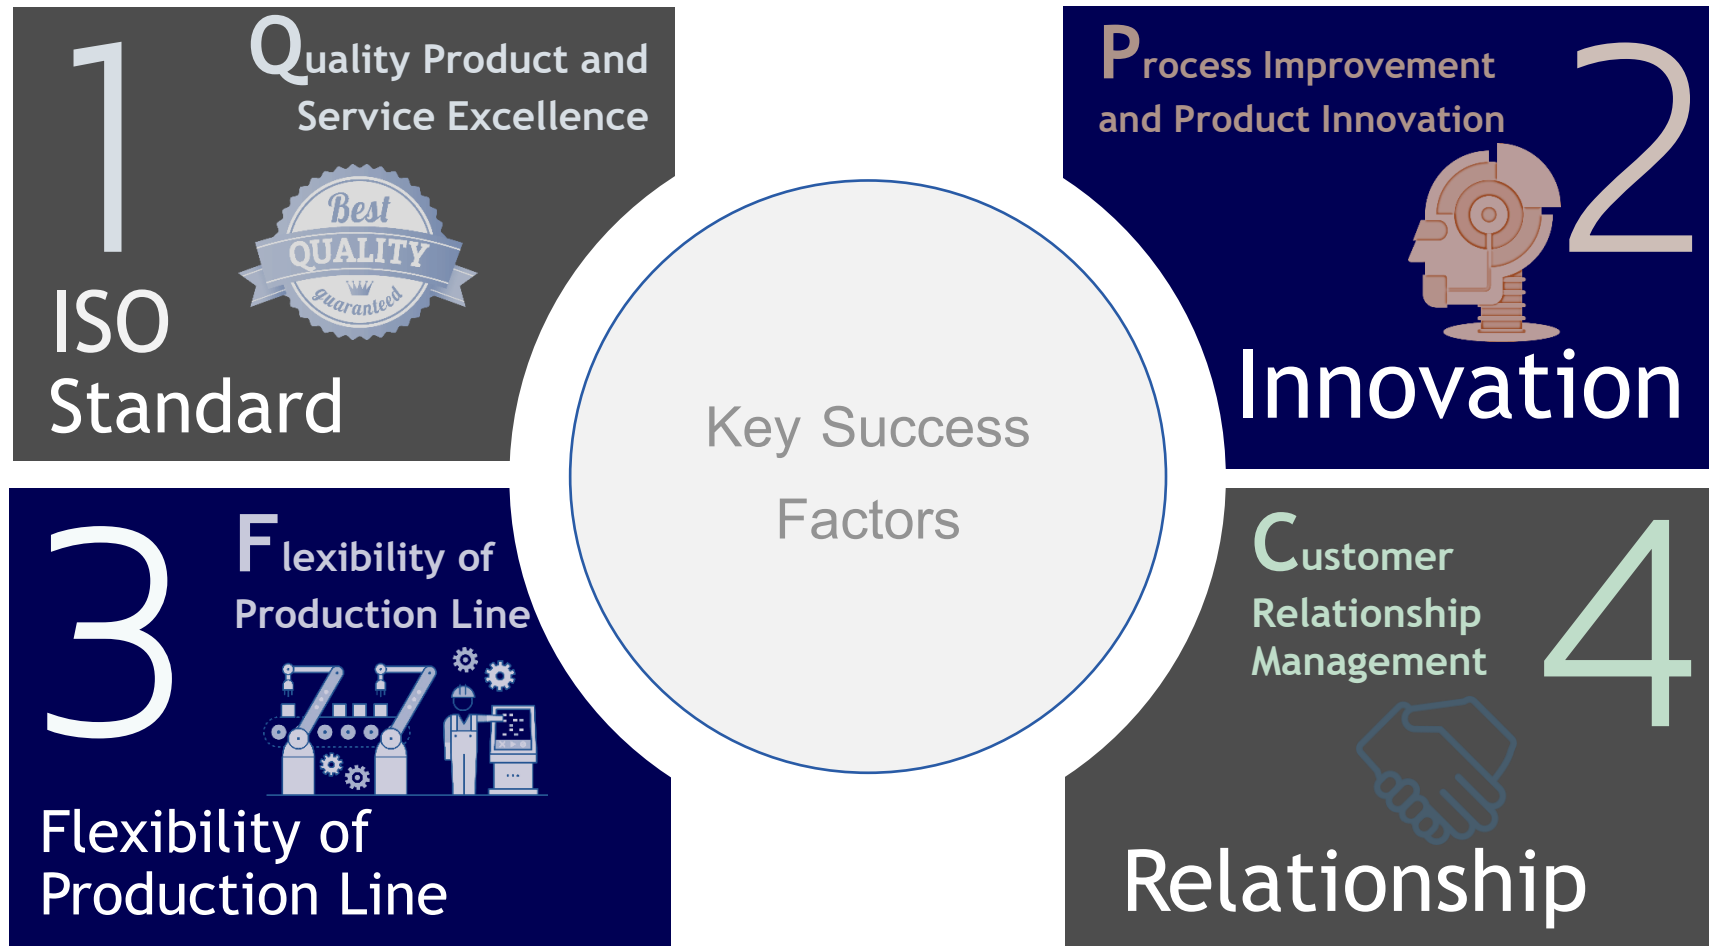 1
Quality Product and
Service Excellence
Best
QUALITY
guaranteed
ISO
Standard
2
Process Improvement
and Product Innovation
Innovation
Key Success
Factors
3
Flexibility of
Production Line
Flexibility of
Production Line
4
Customer
Relationship
Management
Relationship